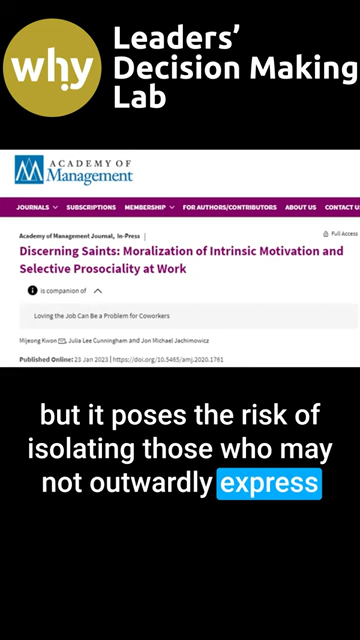 why
Leaders’
Decision Making
Lab
ACADEMY OF
Management
JOURNALS SUBSCRIPTIONS MEMBERSHIP FOR AUTHORS/CONTRIBUTORS ABOUT US CONTACT US
Academy of Management Journal, In-Press |
Full Access
Discerning Saints: Moralization of Intrinsic Motivation and
Selective Prosociality at Work
is companion of
Loving the Job Can Be a Problem for Coworkers
Mijeong Kwon, Julia Lee Cunningham and Jon Michael Jachimowicz
Published Online: 23 Jan 2023 | https://doi.org/10.5465/amj.2020.1761
but it poses the risk of
isolating those who may
not outwardly express